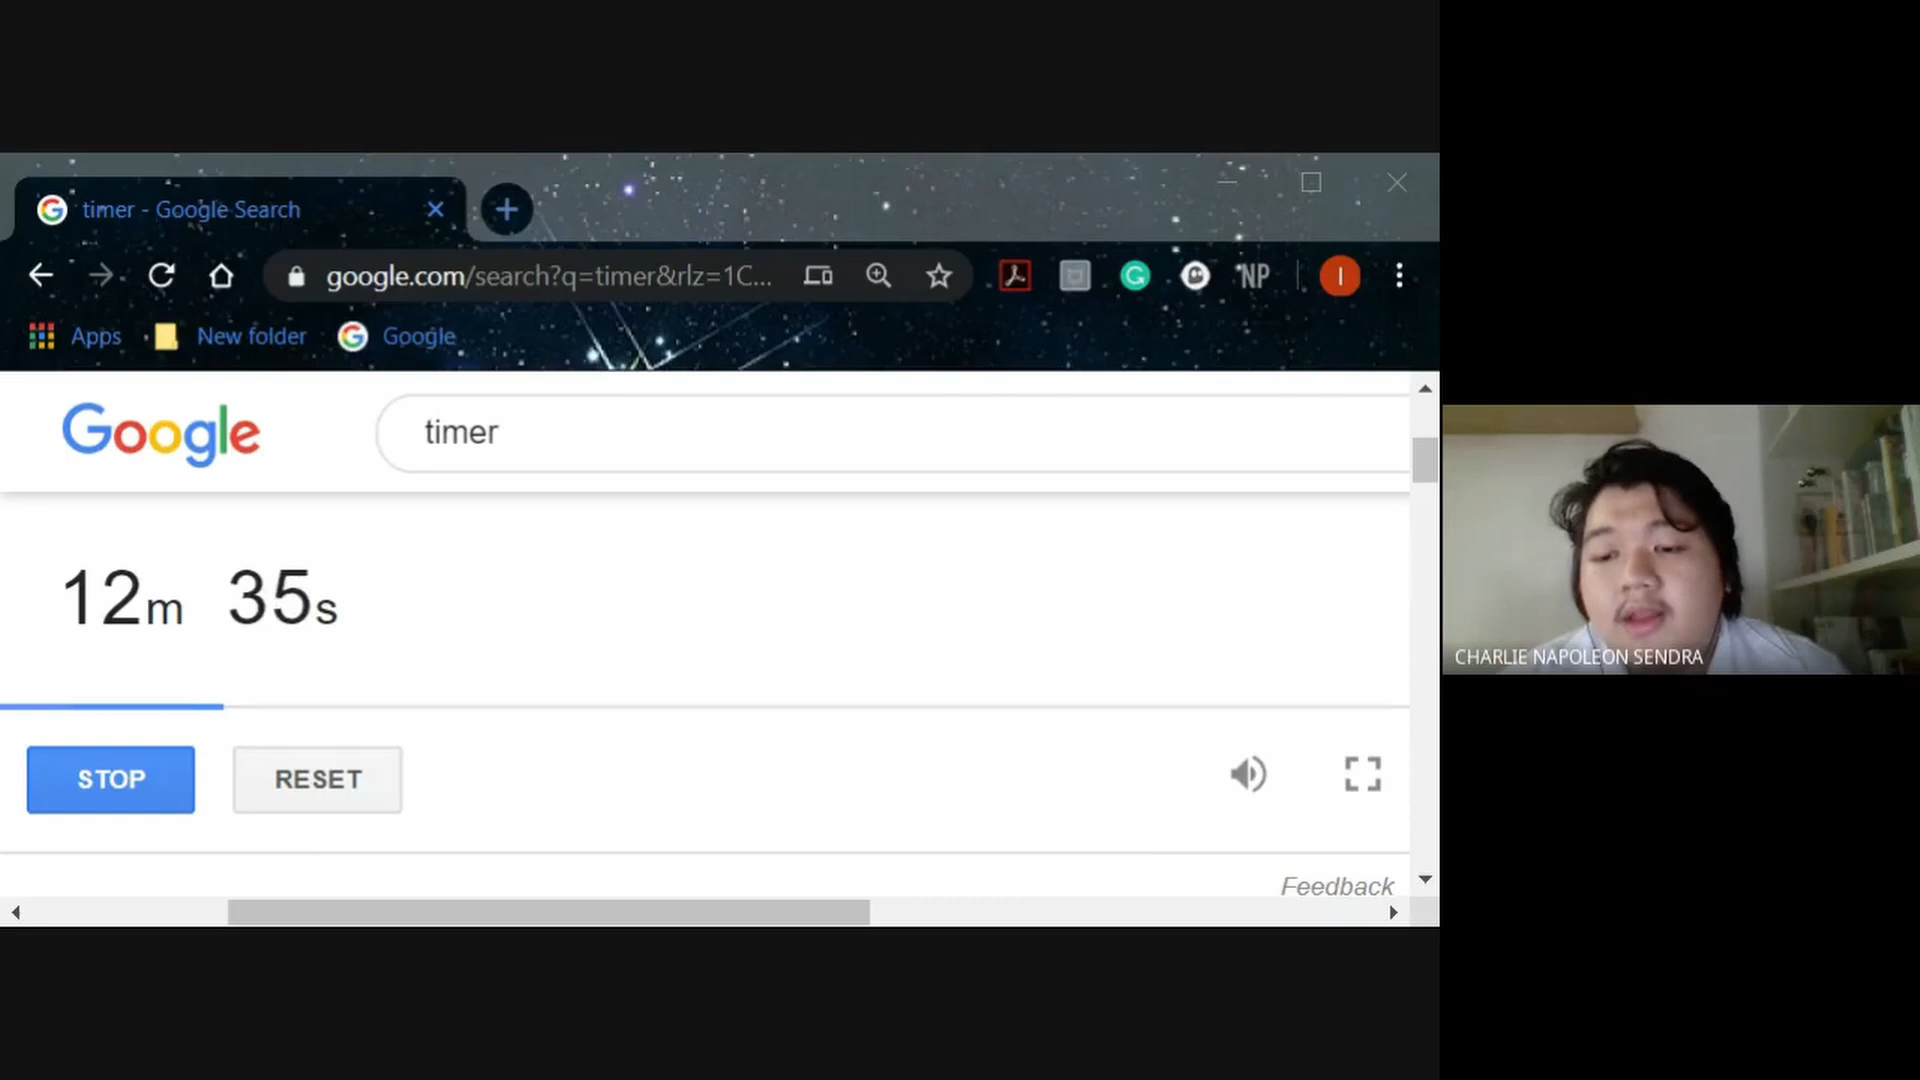 timer - Google Search
google.com/search?q=timer&rlz=1C...
NP
I
Apps
New folder
Google
Google
timer
12m 35s
STOP
RESET
Feedback
CHARLIE NAPOLEON SENDRA